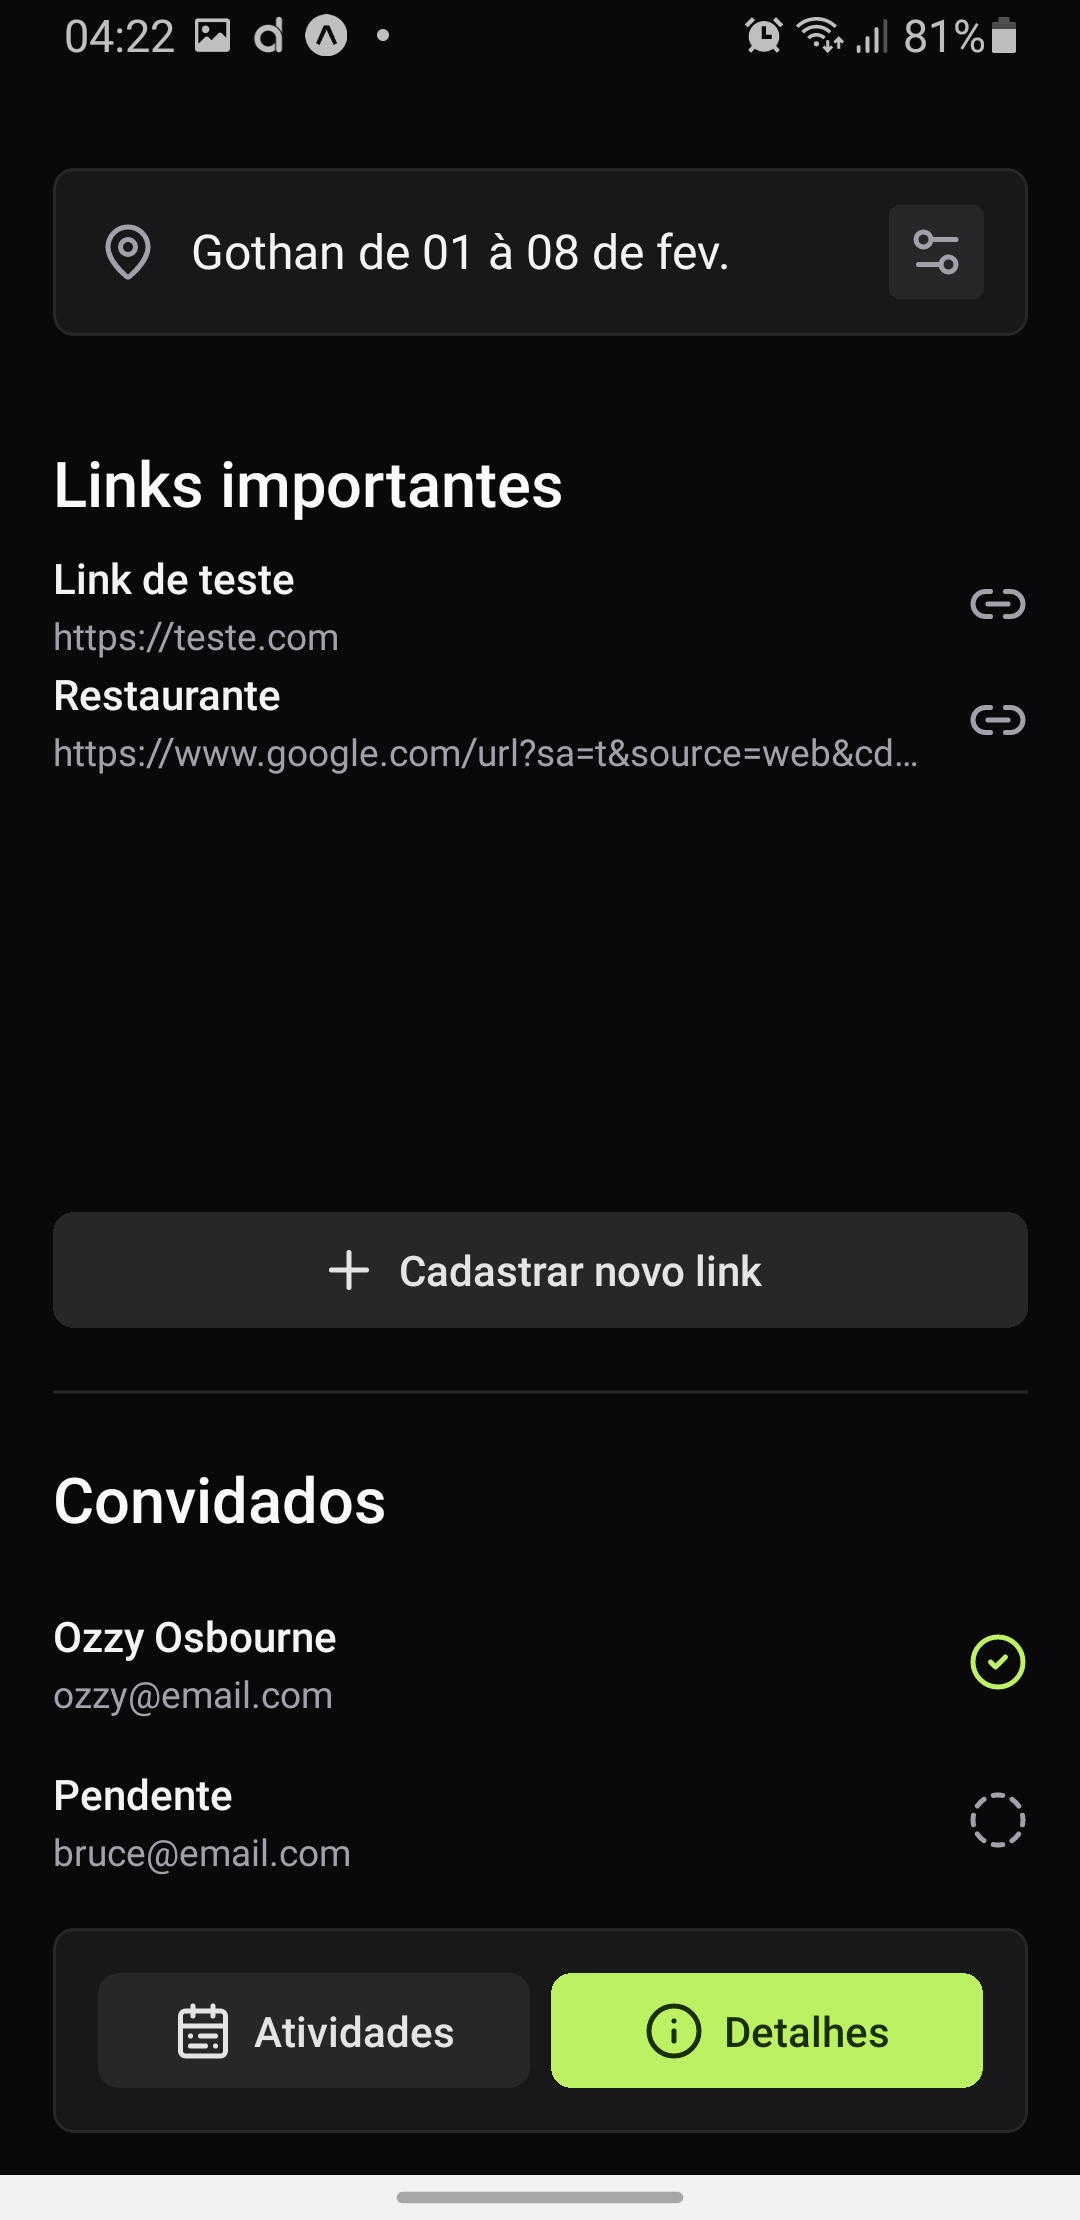 04:22
81%
Gothan de 01 à 08 de fev.
Links importantes
Link de teste
https://teste.com
Restaurante
https://www.google.com/url?sa=t&source=web&cd...
Cadastrar novo link
Convidados
Ozzy Osbourne
ozzy@email.com
Pendente
bruce@email.com
Atividades
Detalhes